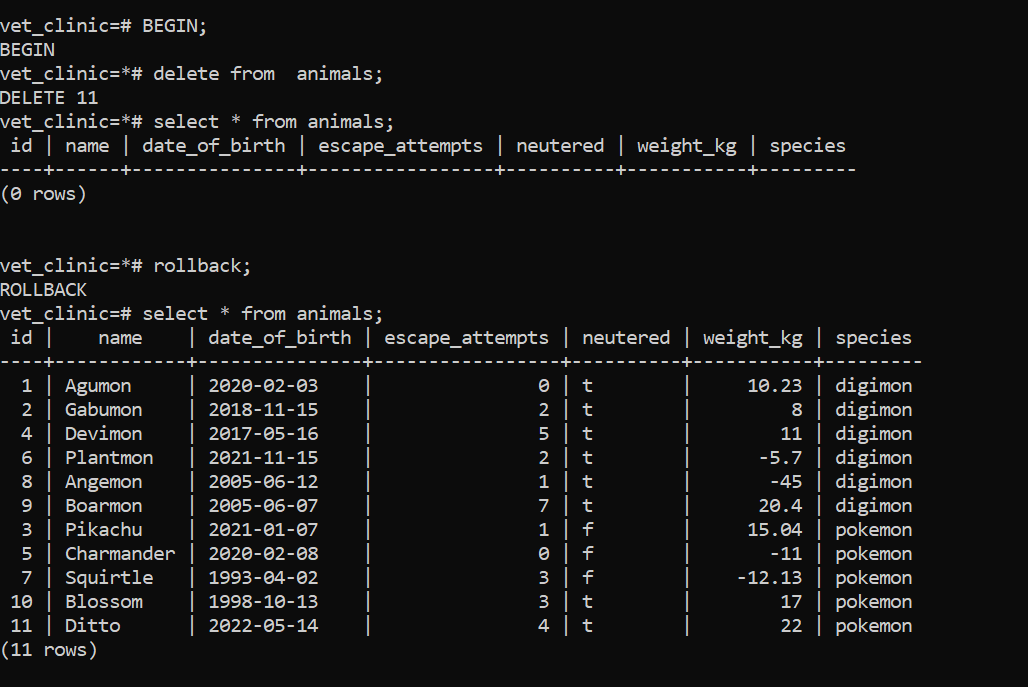 vet_clinic=# BEGIN;
BEGIN
vet_clinic=*# delete from  animals;
DELETE 11
vet_clinic=*# select * from animals;
 id | name | date_of_birth | escape_attempts | neutered | weight_kg | species
----+------+---------------+-----------------+----------+-----------+---------
(0 rows)


vet_clinic=*# rollback;
ROLLBACK
vet_clinic=# select * from animals;
 id |    name    | date_of_birth | escape_attempts | neutered | weight_kg | species
----+------------+---------------+-----------------+----------+-----------+---------
  1 | Agumon     | 2020-02-03    |               0 | t        |     10.23 | digimon
  2 | Gabumon    | 2018-11-15    |               2 | t        |         8 | digimon
  4 | Devimon    | 2017-05-16    |               5 | t        |        11 | digimon
  6 | Plantmon   | 2021-11-15    |               2 | t        |      -5.7 | digimon
  8 | Angemon    | 2005-06-12    |               1 | t        |       -45 | digimon
  9 | Boarmon    | 2005-06-07    |               7 | t        |      20.4 | digimon
  3 | Pikachu    | 2021-01-07    |               1 | f        |     15.04 | pokemon
  5 | Charmander | 2020-02-08    |               0 | f        |       -11 | pokemon
  7 | Squirtle   | 1993-04-02    |               3 | f        |    -12.13 | pokemon
 10 | Blossom    | 1998-10-13    |               3 | t        |        17 | pokemon
 11 | Ditto      | 2022-05-14    |               4 | t        |        22 | pokemon
(11 rows)